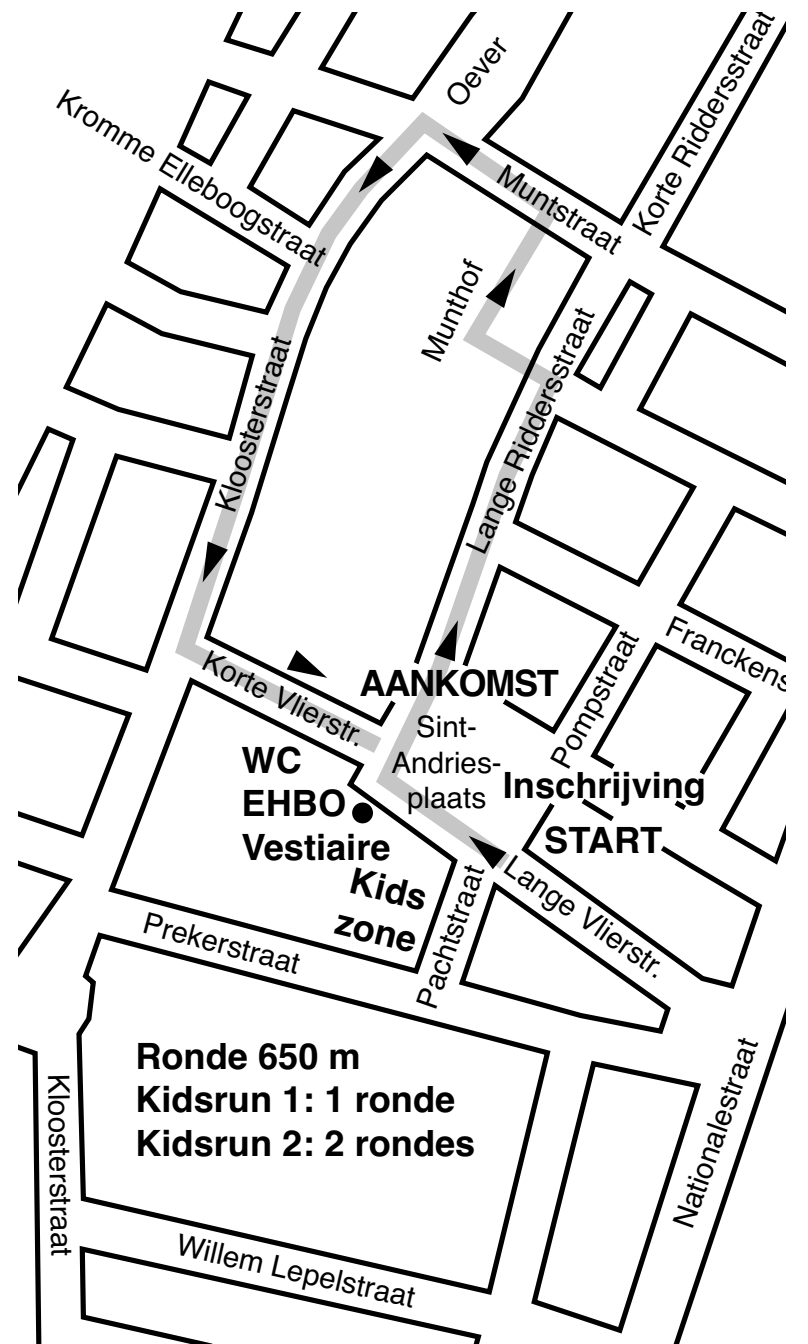 Oever
Korte Riddersstraat
Kromme Elleboogstraat
Muntstraat
Munthof
Kloosterstraat
Lange Riddersstraat
Korte Vlierstr.
AANKOMST
Sint-
Andries-
plaats
Pompstraat
Franckens
WC
EHBO
Vestiaire
Inschrijving
START
Kids
zone
Lange Vlierstr.
Pachtstraat
Prekerstraat
Ronde 650 m
Kidsrun 1: 1 ronde
Kidsrun 2: 2 rondes
Kloosterstraat
Nationalestraat
Willem Lepelstraat